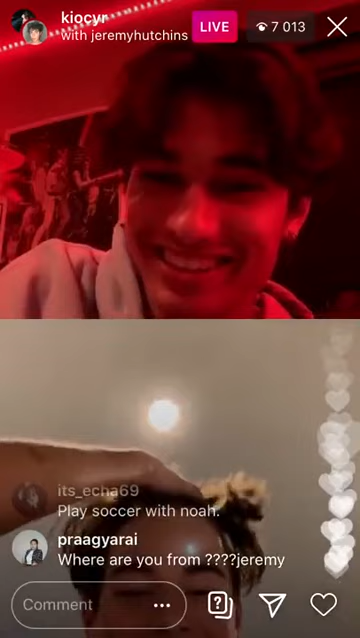 kiocyr
with jeremyhutchins
LIVE
7 013
its_echa69
Play soccer with noah.
praagyarai
Where are you from ????jeremy
Comment